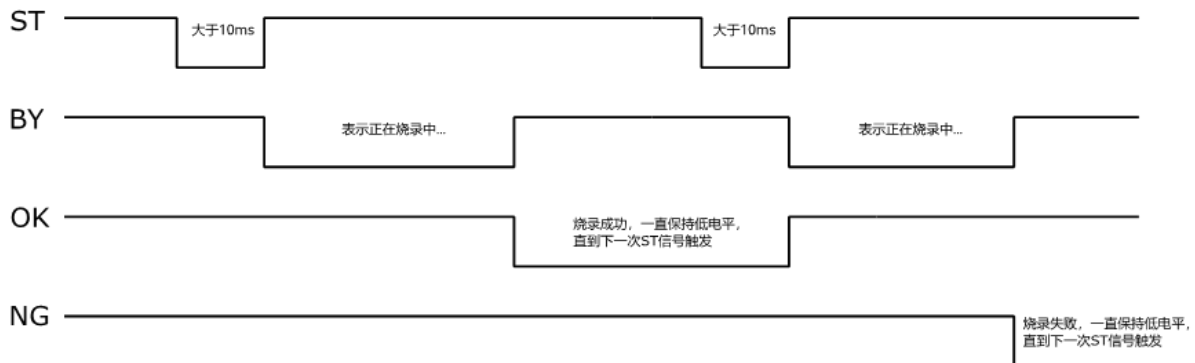 ST
大于10ms
大于10ms
BY
表示正在烧录中...
表示正在烧录中...
OK
烧录成功，一直保持低电平，
直到下一次ST信号触发
NG
烧录失败，一直保持低电平，
直到下一次ST信号触发